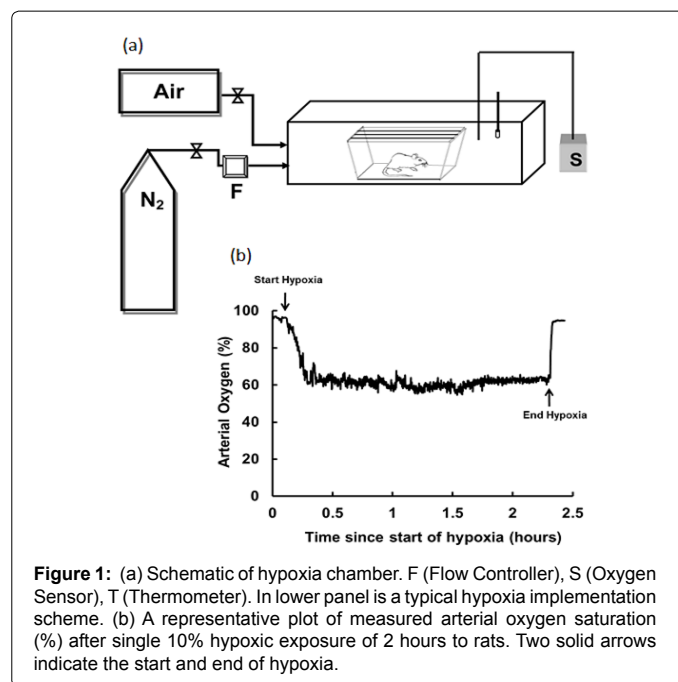 (a)
Air
N2
F
S
(b)
Start Hypoxia
100
80
60
40
20
0
Arterial Oxygen (%)
End Hypoxia
0 0.5 1 1.5 2 2.5
Time since start of hypoxia (hours)
Figure 1: (a) Schematic of hypoxia chamber. F (Flow Controller), S (Oxygen
Sensor), T (Thermometer). In lower panel is a typical hypoxia implementation
scheme. (b) A representative plot of measured arterial oxygen saturation
(%) after single 10% hypoxic exposure of 2 hours to rats. Two solid arrows
indicate the start and end of hypoxia.